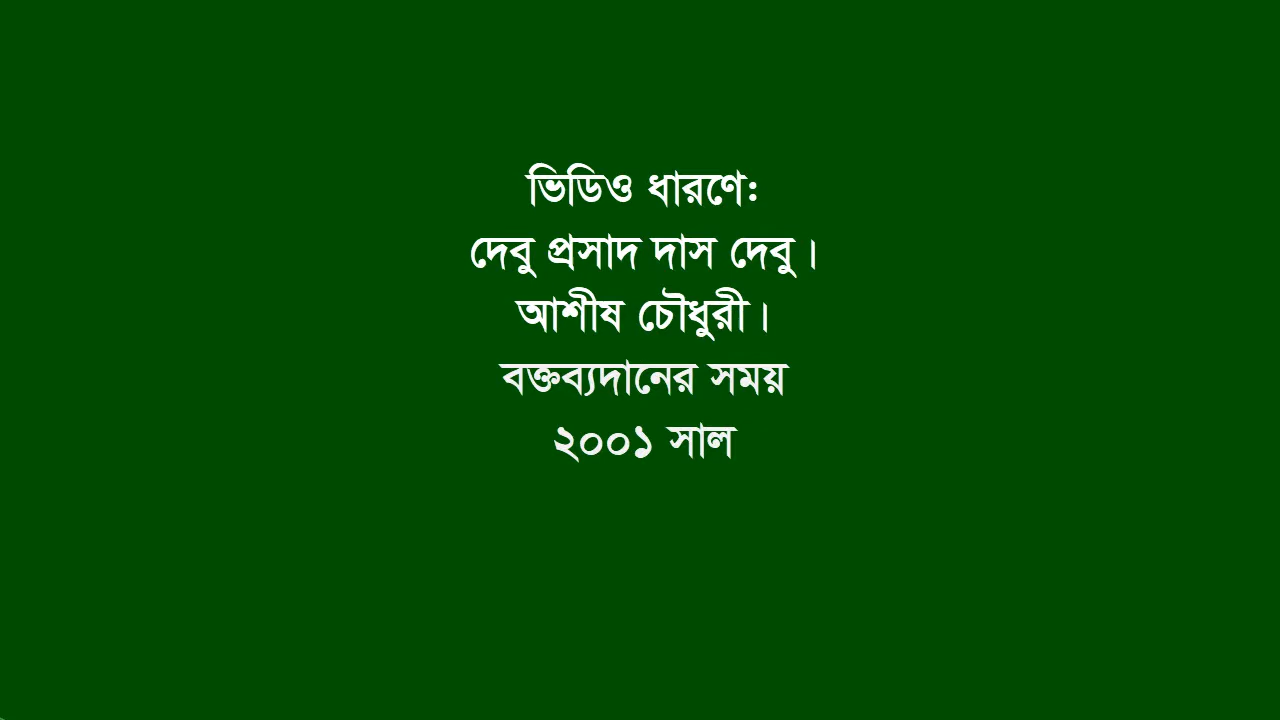 ভিডিও ধারণে:
দেবু প্রসাদ দাস দেবু।
আশীষ চৌধুরী।
বক্তব্যদানের সময়
২০০১ সাল